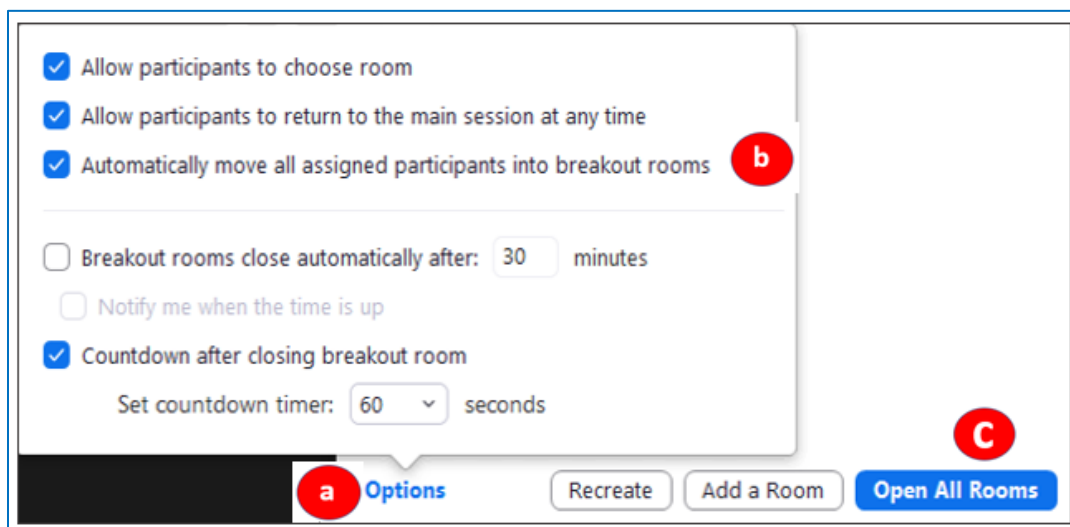 Allow participants to choose room
Allow participants to return to the main session at any time
Automatically move all assigned participants into breakout rooms b
Breakout rooms close automatically after: 30 minutes
Notify me when the time is up
Countdown after closing breakout room
Set countdown timer: 60 seconds
C
a Options Recreate Add a Room Open All Rooms